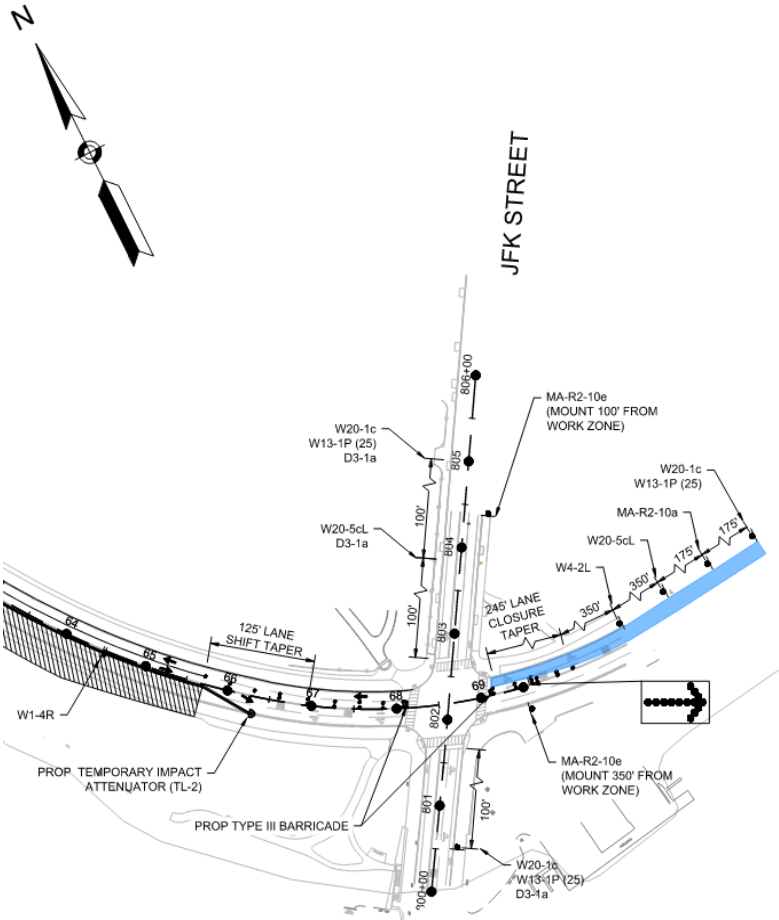 N
JFK STREET
806+00
MA-R2-10e
(MOUNT 100' FROM
WORK ZONE)
W20-1c
W13-1P (25)
D3-1a
805
W20-1c
W13-1P (25)
MA-R2-10a
W20-5cL
W4-2L
175'
175'
350'
350'
100'
W20-5cL
D3-1a
804
100'
245' LANE
CLOSURE
TAPER
803
64
125' LANE
SHIFT TAPER
65
66
67
68
69
802
W1-4R
PROP TEMPORARY IMPACT
ATTENUATOR (TL-2)
MA-R2-10e
(MOUNT 350' FROM
WORK ZONE)
PROP TYPE III BARRICADE
801
100'
W20-1c
W13-1P (25)
D3-1a
800+00